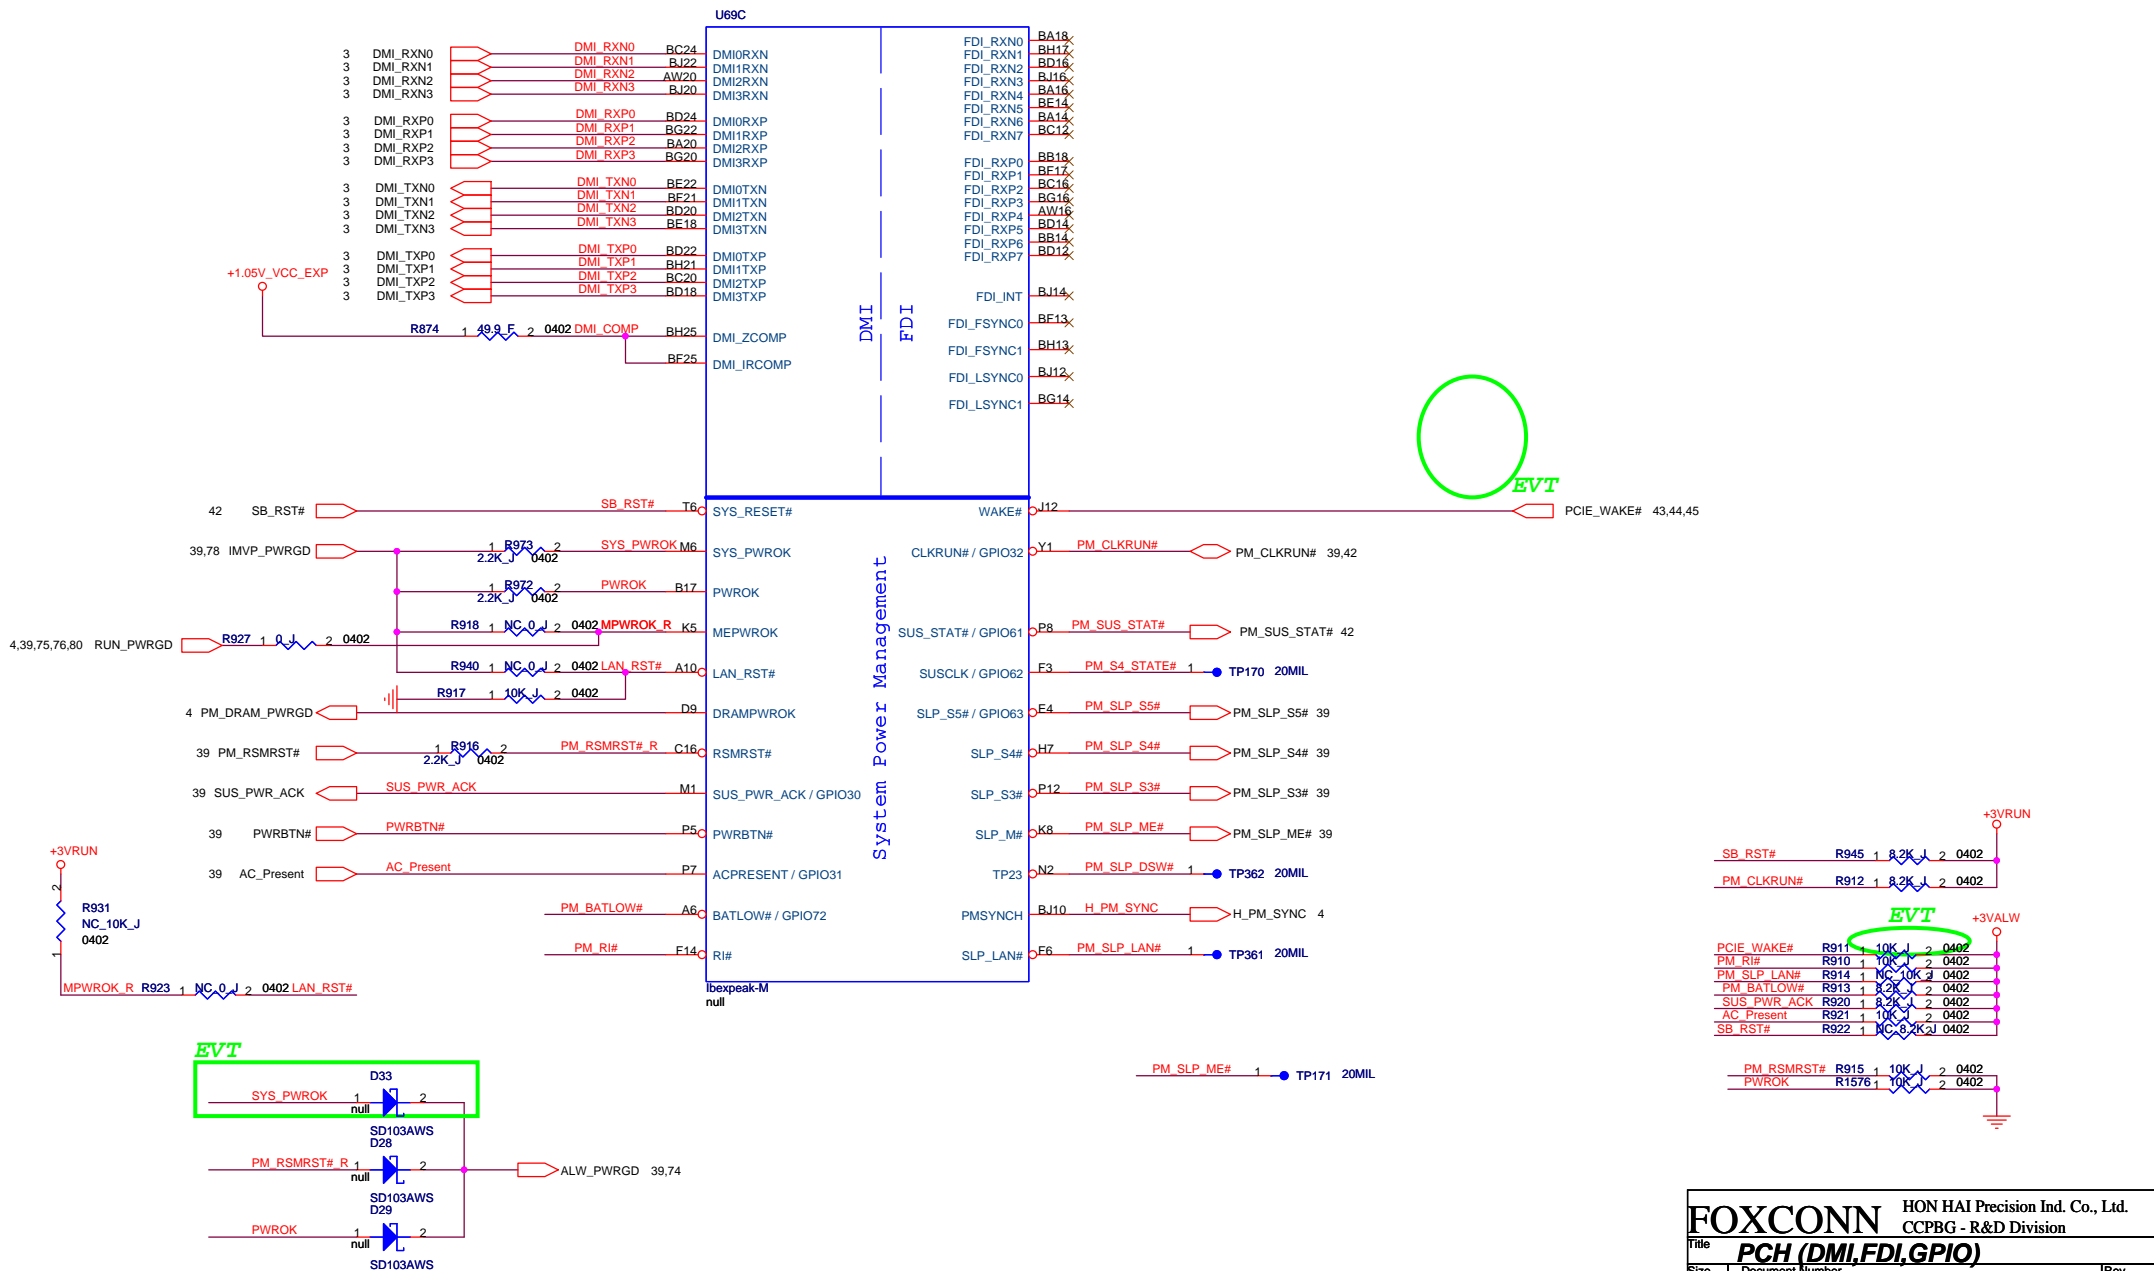 U69C
3 DMI_RXN0 DMI_RXN0 BC24 DMI0RXN
3 DMI_RXN1 DMI_RXN1 BJ22 DMI1RXN
3 DMI_RXN2 DMI_RXN2 AW20 DMI2RXN
3 DMI_RXN3 DMI_RXN3 BJ20 DMI3RXN
3 DMI_RXP0 DMI_RXP0 BD24 DMI0RXP
3 DMI_RXP1 DMI_RXP1 BG22 DMI1RXP
3 DMI_RXP2 DMI_RXP2 BA20 DMI2RXP
3 DMI_RXP3 DMI_RXP3 BG20 DMI3RXP
3 DMI_TXN0 DMI_TXN0 BE22 DMI0TXN
3 DMI_TXN1 DMI_TXN1 BF21 DMI1TXN
3 DMI_TXN2 DMI_TXN2 BD20 DMI2TXN
3 DMI_TXN3 DMI_TXN3 BE18 DMI3TXN
3 DMI_TXP0 DMI_TXP0 BD22 DMI0TXP
3 DMI_TXP1 DMI_TXP1 BH21 DMI1TXP
3 DMI_TXP2 DMI_TXP2 BC20 DMI2TXP
3 DMI_TXP3 DMI_TXP3 BD18 DMI3TXP
+1.05V_VCC_EXP
R874 1 49.9_F 2 0402 DMI_COMP BH25 DMI_ZCOMP
BF25 DMI_IRCOMP
DMI
FDI
FDI_RXN0 BA18
FDI_RXN1 BH17
FDI_RXN2 BD16
FDI_RXN3 BJ16
FDI_RXN4 BA16
FDI_RXN5 BE14
FDI_RXN6 BA14
FDI_RXN7 BC12
FDI_RXP0 BB18
FDI_RXP1 BF17
FDI_RXP2 BC16
FDI_RXP3 BG16
FDI_RXP4 AW16
FDI_RXP5 BD14
FDI_RXP6 BB14
FDI_RXP7 BD12
FDI_INT BJ14
FDI_FSYNC0 BF13
FDI_FSYNC1 BH13
FDI_LSYNC0 BJ12
FDI_LSYNC1 BG14
EVT
42 SB_RST# SB_RST# T6 SYS_RESET#
39,78 IMVP_PWRGD 1 R973 2 2.2K_J 0402 SYS_PWROK M6 SYS_PWROK
1 R972 2 2.2K_J 0402 PWROK B17 PWROK
R918 1 NC_0_J 2 0402 MPWROK_R K5 MEPWROK
4,39,75,76,80 RUN_PWRGD R927 1 0_J 2 0402
R940 1 NC_0_J 2 0402 LAN_RST# A10 LAN_RST#
R917 1 10K_J 2 0402
4 PM_DRAM_PWRGD D9 DRAMPWROK
39 PM_RSMRST# 1 R916 2 2.2K_J 0402 PM_RSMRST#_R C16 RSMRST#
39 SUS_PWR_ACK SUS_PWR_ACK M1 SUS_PWR_ACK / GPIO30
39 PWRBTN# PWRBTN# P5 PWRBTN#
39 AC_Present AC_Present P7 ACPRESENT / GPIO31
PM_BATLOW# A6 BATLOW# / GPIO72
PM_RI# F14 RI#
System Power Management
WAKE# J12 PCIE_WAKE# 43,44,45
CLKRUN# / GPIO32 Y1 PM_CLKRUN# PM_CLKRUN# 39,42
SUS_STAT# / GPIO61 P8 PM_SUS_STAT# PM_SUS_STAT# 42
SUSCLK / GPIO62 F3 PM_S4_STATE# 1 TP170 20MIL
SLP_S5# / GPIO63 E4 PM_SLP_S5# PM_SLP_S5# 39
SLP_S4# H7 PM_SLP_S4# PM_SLP_S4# 39
SLP_S3# P12 PM_SLP_S3# PM_SLP_S3# 39
SLP_M# K8 PM_SLP_ME# PM_SLP_ME# 39
TP23 N2 PM_SLP_DSW# 1 TP362 20MIL
PMSYNCH BJ10 H_PM_SYNC H_PM_SYNC 4
SLP_LAN# F6 PM_SLP_LAN# 1 TP361 20MIL
Ibexpeak-M
null
+3VRUN
2
R931
NC_10K_J
0402
1
MPWROK_R R923 1 NC_0_J 2 0402 LAN_RST#
EVT
D33
SYS_PWROK 1 2
null
SD103AWS
D28
PM_RSMRST#_R 1 2
null
ALW_PWRGD 39,74
SD103AWS
D29
PWROK 1 2
null
SD103AWS
PM_SLP_ME# 1 TP171 20MIL
+3VRUN
SB_RST# R945 1 8.2K_J 2 0402
PM_CLKRUN# R912 1 8.2K_J 2 0402
EVT
+3VALW
PCIE_WAKE# R911 1 10K_J 2 0402
PM_RI# R910 1 10K_J 2 0402
PM_SLP_LAN# R914 1 NC_10K_J 2 0402
PM_BATLOW# R913 1 8.2K_J 2 0402
SUS_PWR_ACK R920 1 8.2K_J 2 0402
AC_Present R921 1 10K_J 2 0402
SB_RST# R922 1 NC_8.2K_J 2 0402
PM_RSMRST# R915 1 10K_J 2 0402
PWROK R1576 1 10K_J 2 0402
FOXCONN
HON HAI Precision Ind. Co., Ltd.
CCPBG - R&D Division
Title
PCH (DMI,FDI,GPIO)
Size Document Number Rev